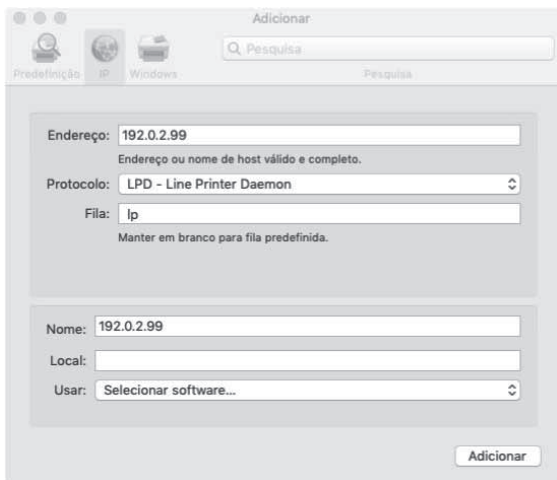 Adicionar
Pesquisa
Predefinição IP Windows Pesquisa
Endereço: 192.0.2.99
Endereço ou nome de host válido e completo.
Protocolo: LPD - Line Printer Daemon
Fila: lp
Manter em branco para fila predefinida.
Nome: 192.0.2.99
Local:
Usar: Selecionar software...
Adicionar